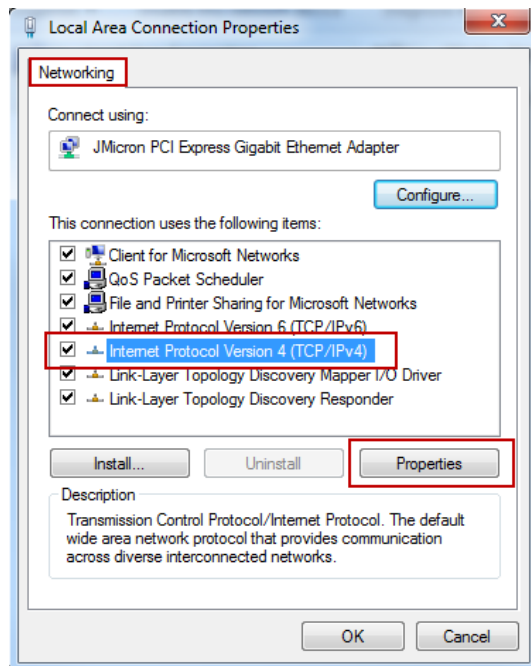 Local Area Connection Properties
Networking
Connect using:
JMicron PCI Express Gigabit Ethernet Adapter
Configure...
This connection uses the following items:
Client for Microsoft Networks
QoS Packet Scheduler
File and Printer Sharing for Microsoft Networks
Internet Protocol Version 6 (TCP/IPv6)
Internet Protocol Version 4 (TCP/IPv4)
Link-Layer Topology Discovery Mapper I/O Driver
Link-Layer Topology Discovery Responder
Install... Uninstall Properties
Description
Transmission Control Protocol/Internet Protocol. The default
wide area network protocol that provides communication
across diverse interconnected networks.
OK Cancel